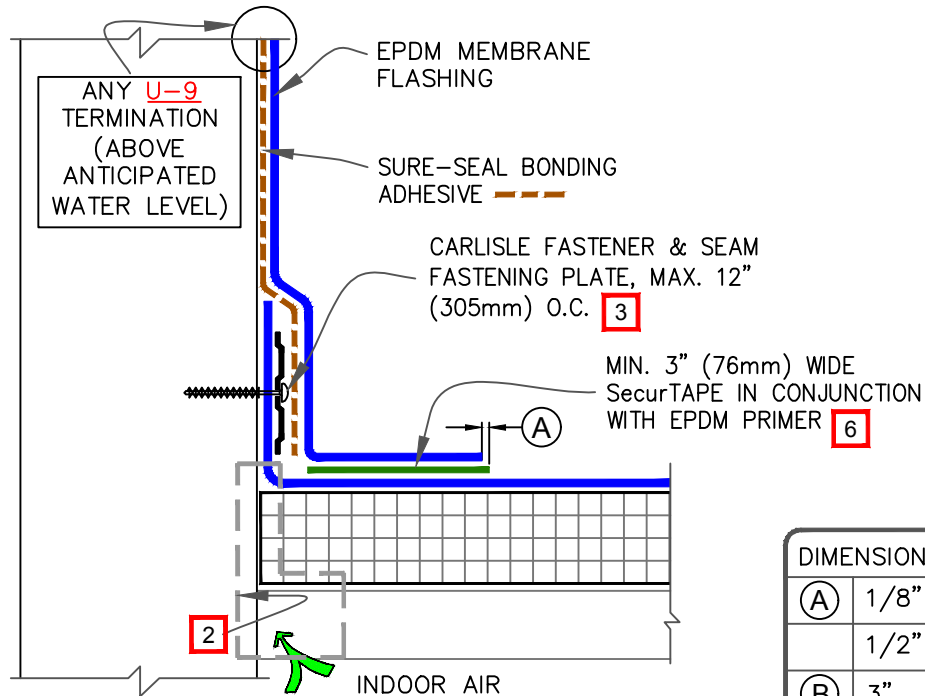 ANY U-9
TERMINATION
(ABOVE
ANTICIPATED
WATER LEVEL)
EPDM MEMBRANE
FLASHING
SURE-SEAL BONDING
ADHESIVE
CARLISLE FASTENER & SEAM
FASTENING PLATE, MAX. 12"
(305mm) O.C. 3
MIN. 3" (76mm) WIDE
SecurTAPE IN CONJUNCTION
WITH EPDM PRIMER 6
A
2
INDOOR AIR
DIMENSION
A 1/8"
1/2"
B 3"